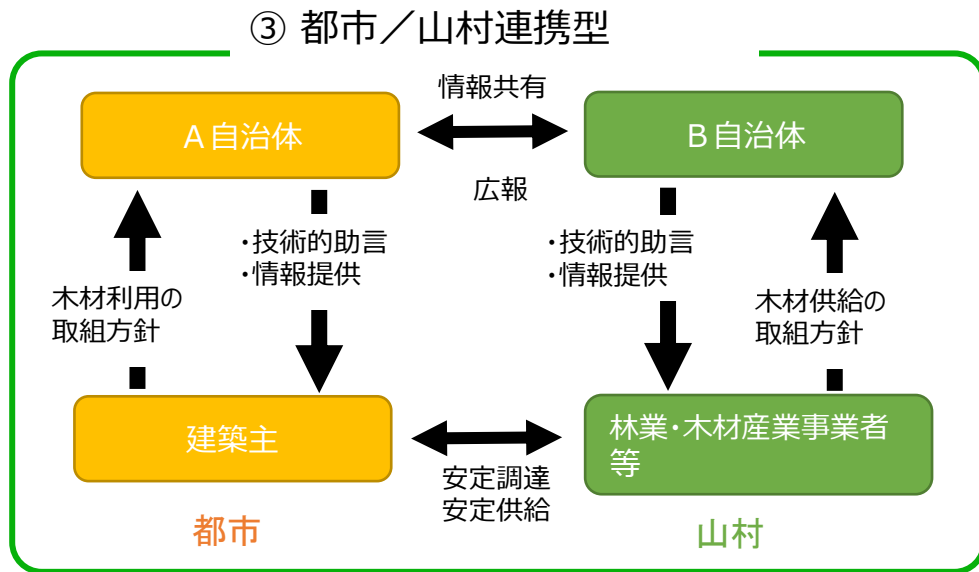 ③ 都市／山村連携型
情報共有
A自治体
B自治体
広報
・技術的助言
・情報提供
・技術的助言
・情報提供
木材利用の
取組方針
木材供給の
取組方針
建築主
林業・木材産業事業者
等
安定調達
安定供給
都市
山村